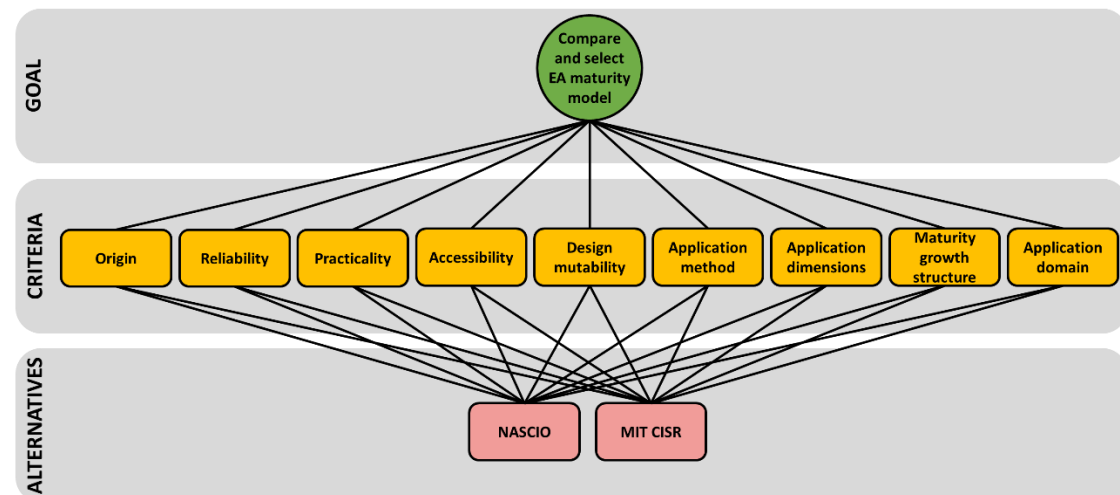 GOAL
Compare
and select
EA maturity
model
CRITERIA
Origin
Reliability
Practicality
Accessibility
Design
mutability
Application
method
Application
dimensions
Maturity
growth
structure
Application
domain
ALTERNATIVES
NASCIO
MIT CISR